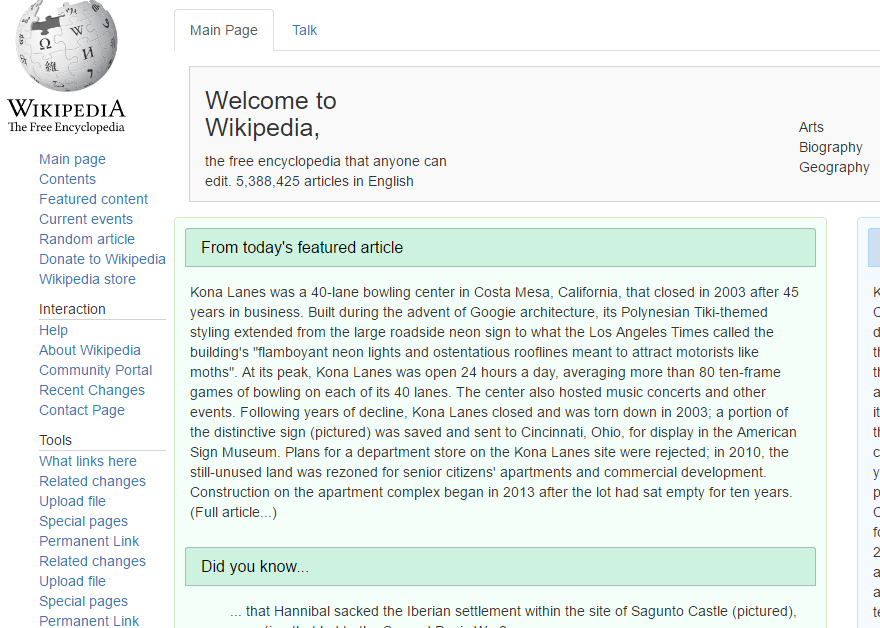 WIKIPEDIA
The Free Encyclopedia
Main page
Contents
Featured content
Current events
Random article
Donate to Wikipedia
Wikipedia store
Interaction
Help
About Wikipedia
Community Portal
Recent Changes
Contact Page
Tools
What links here
Related changes
Upload file
Special pages
Permanent Link
Related changes
Upload file
Special pages
Permanent Link
Main Page
Talk
Welcome to
Wikipedia,
the free encyclopedia that anyone can
edit. 5,388,425 articles in English
Arts
Biography
Geography
From today's featured article
Kona Lanes was a 40-lane bowling center in Costa Mesa, California, that closed in 2003 after 45
years in business. Built during the advent of Googie architecture, its Polynesian Tiki-themed
styling extended from the large roadside neon sign to what the Los Angeles Times called the
building's "flamboyant neon lights and ostentatious rooflines meant to attract motorists like
moths". At its peak, Kona Lanes was open 24 hours a day, averaging more than 80 ten-frame
games of bowling on each of its 40 lanes. The center also hosted music concerts and other
events. Following years of decline, Kona Lanes closed and was torn down in 2003; a portion of
the distinctive sign (pictured) was saved and sent to Cincinnati, Ohio, for display in the American
Sign Museum. Plans for a department store on the Kona Lanes site were rejected; in 2010, the
still-unused land was rezoned for senior citizens' apartments and commercial development.
Construction on the apartment complex began in 2013 after the lot had sat empty for ten years.
(Full article...)
Did you know...
... that Hannibal sacked the Iberian settlement within the site of Sagunto Castle (pictured),